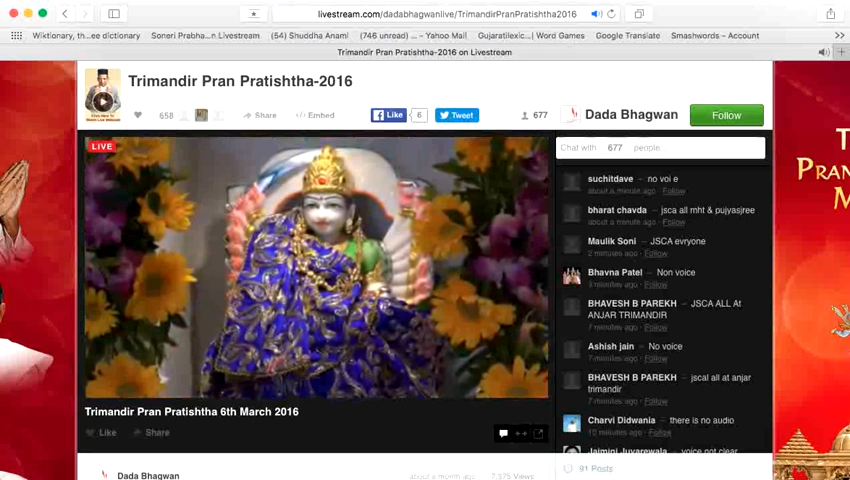 livestream.com/dadabhagwanlive/TrimandirPranPratishtha2016
Wiktionary, th...ee dictionary
Soneri Prabha...n.Livestream
(54) Shuddha Anami
(746 unread) ... - Yahoo Mail
Gujaratilexic...| Word Games
Google Translate
Smashwords – Account
Trimandir Pran Pratishtha-2016 on Livestream
Trimandir Pran Pratishtha-2016
658
Share
Embed
Like
6
Tweet
677
Dada Bhagwan
Follow
LIVE
Chat with 677 people
suchitdave – no voi e
about a minute ago · Follow
bharat chavda – jsca all mht & pujyasjree
about a minute ago · Follow
Maulik Soni – JSCA evryone
2 minutes ago · Follow
Bhavna Patel – Non voice
3 minutes ago · Follow
BHAVESH B PAREKH – JSCA ALL At
ANJAR TRIMANDIR
7 minutes ago · Follow
Ashish jain – No voice
7 minutes ago · Follow
BHAVESH B PAREKH – jscal all at anjar
trimandir
7 minutes ago · Follow
Charvi Didwania – there is no audio
10 minutes ago · Follow
Jaimini Juvarewala – voice not clear
91 Posts
Trimandir Pran Pratishtha 6th March 2016
Like
Share
Dada Bhagwan
about a month ago
7,375 Views
T
PRAN
M